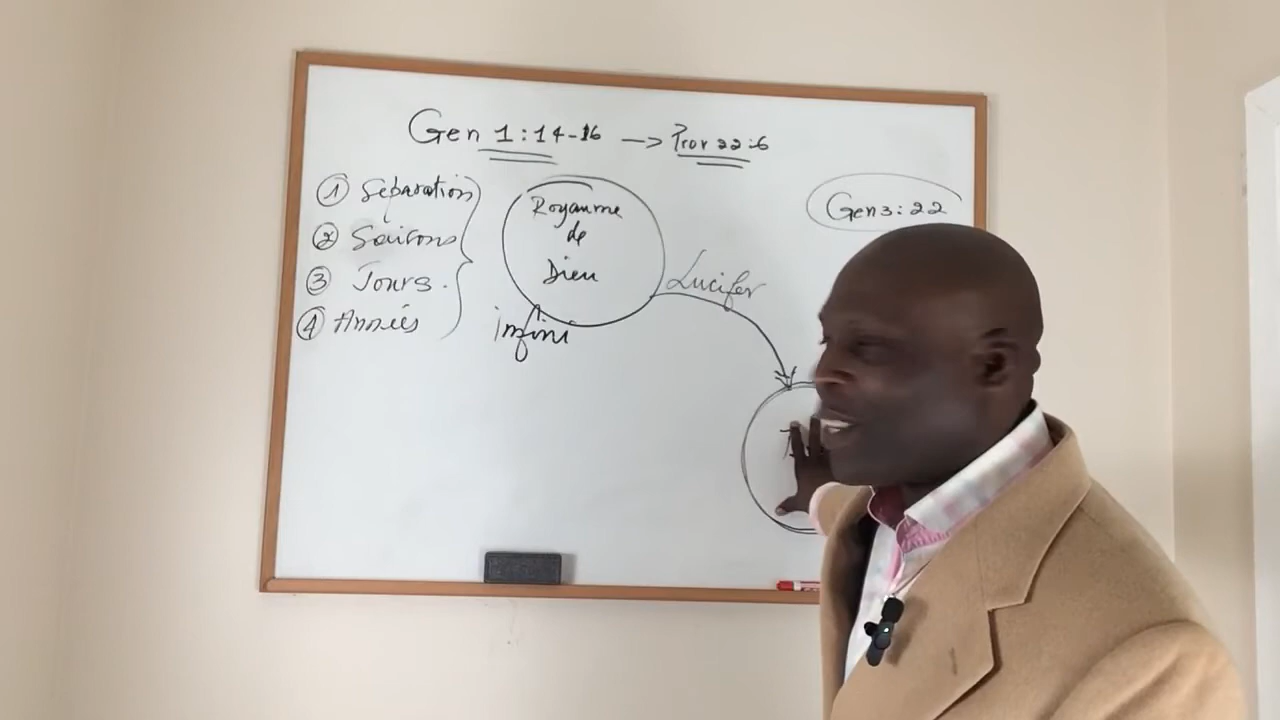 Gen 1:14-16 → Prov 22:6
① Séparation
② Saisons
③ Jours.
④ Années
Royaume
de
Dieu
infini
Lucifer
Gen 3:22